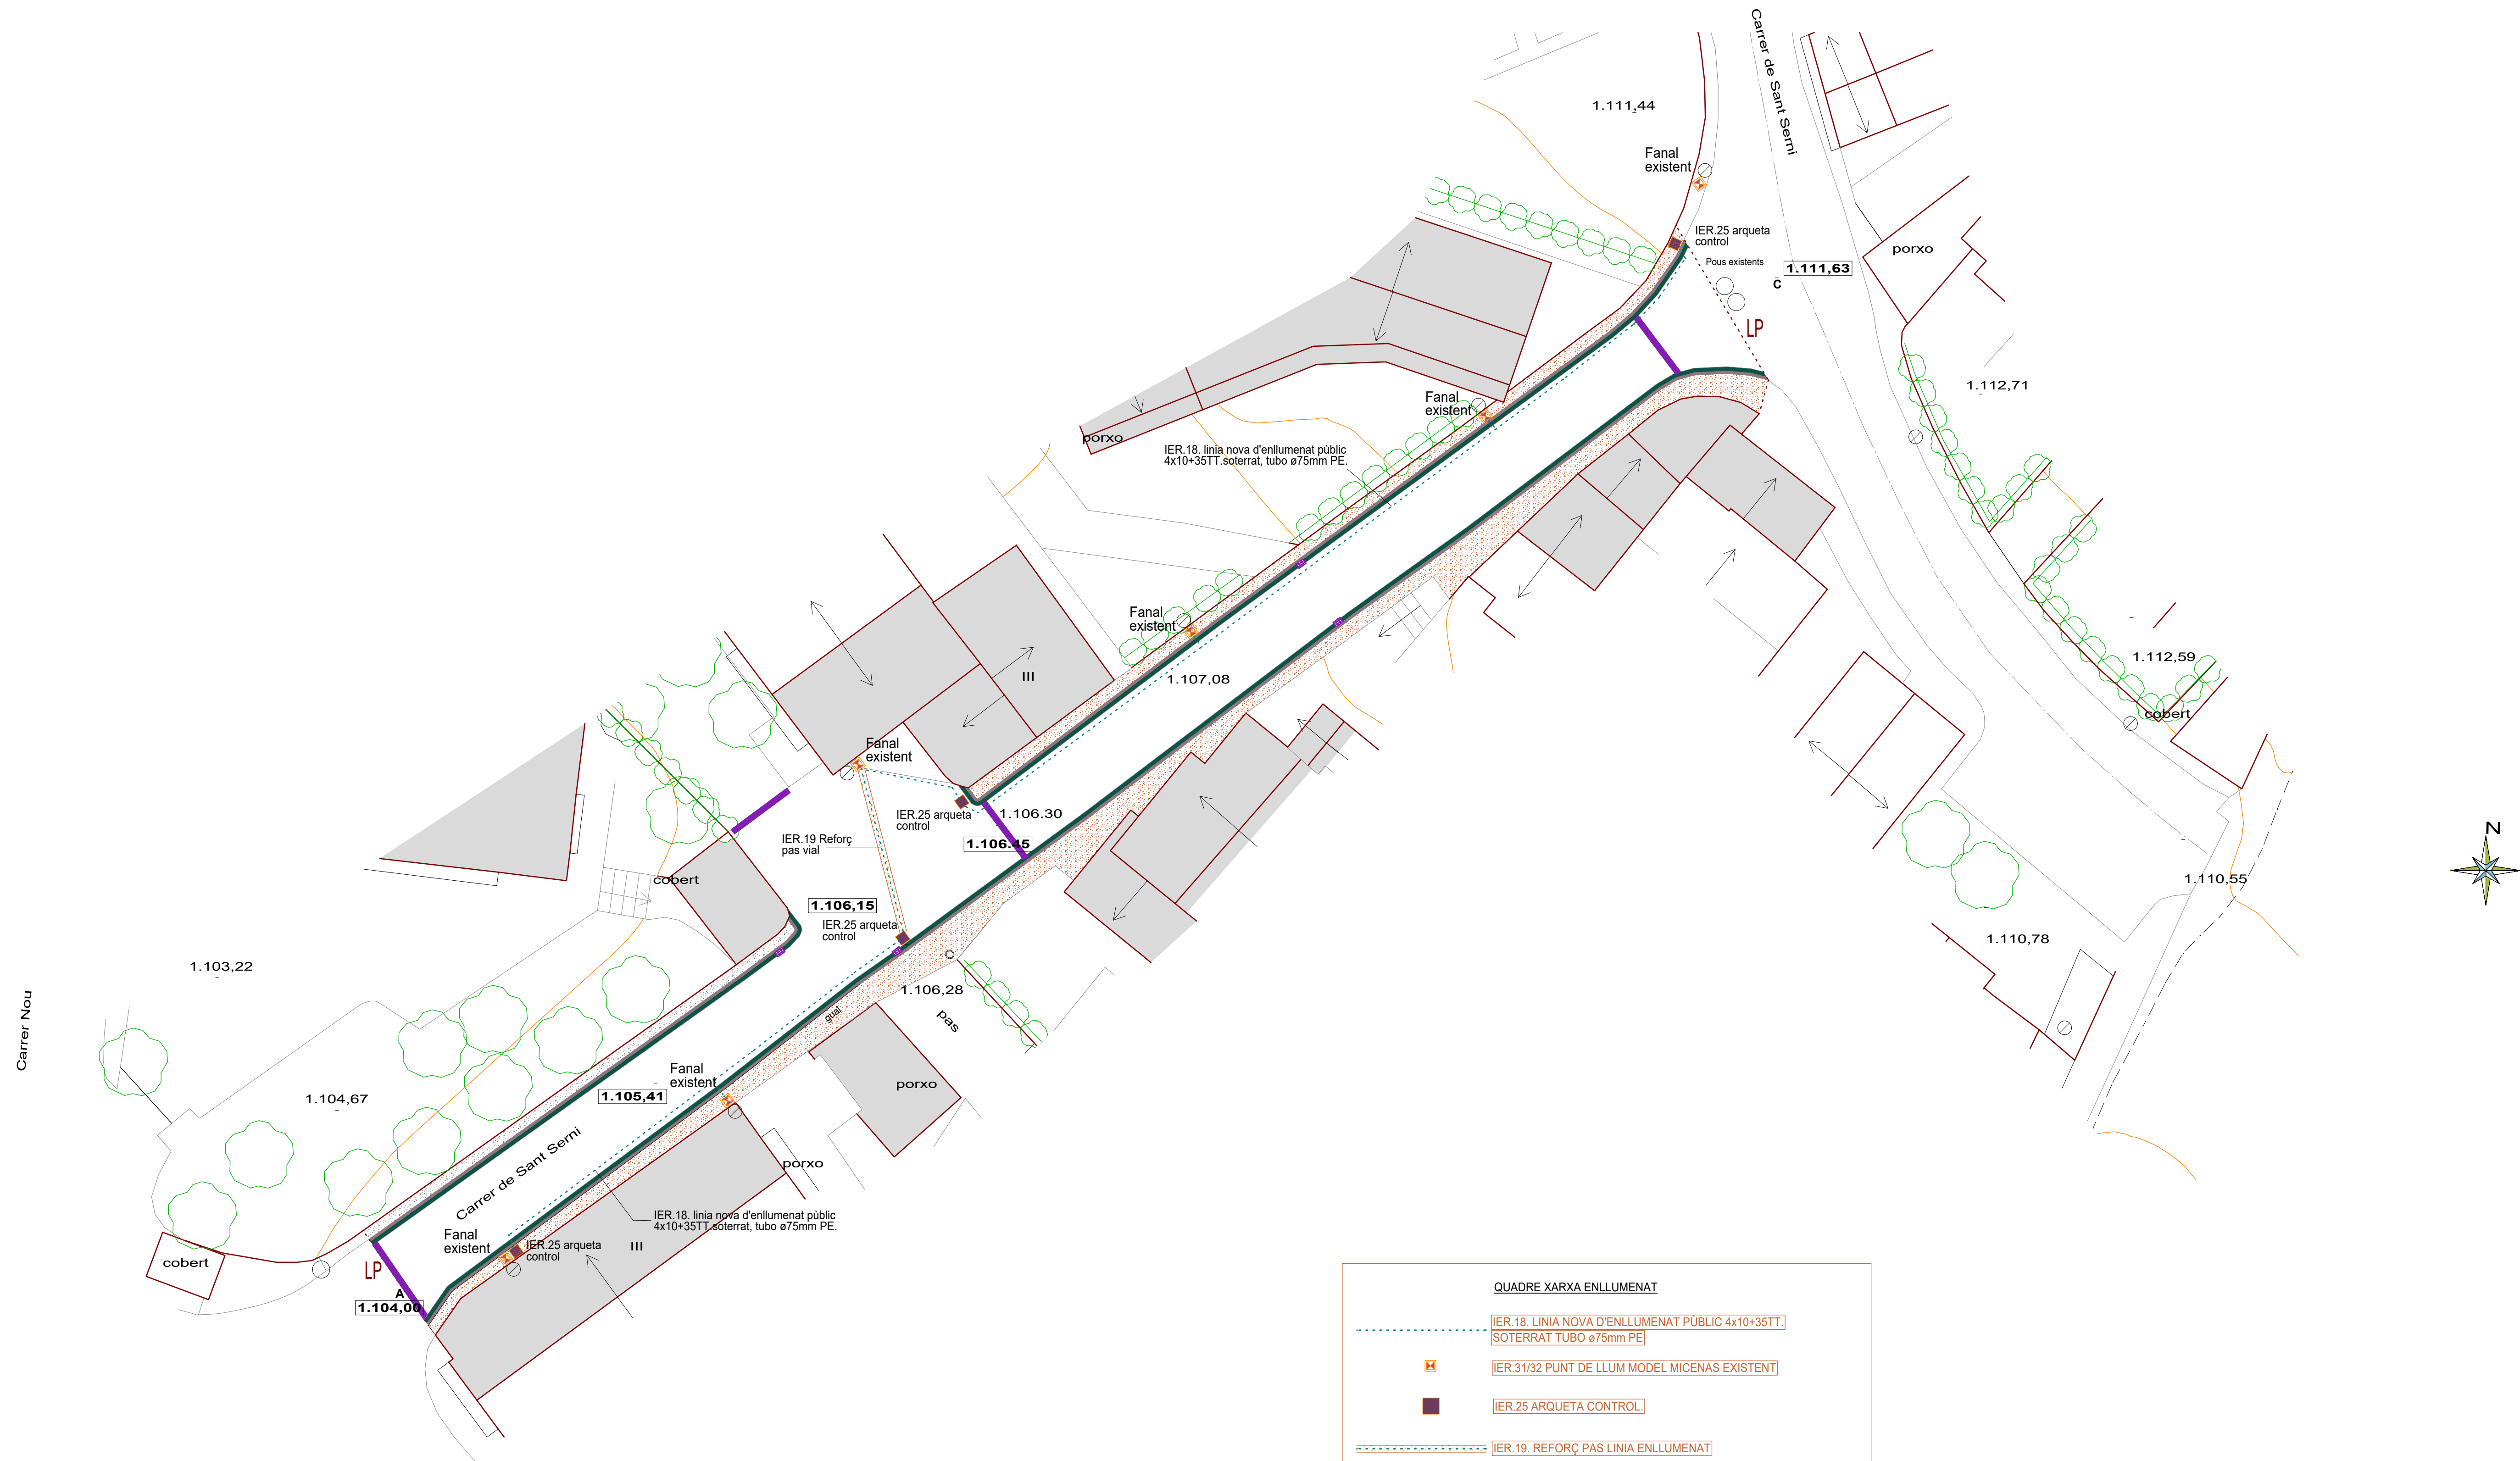 Carrer de Sant Serni
1.111,44
Fanal
existent
IER.25 arqueta
control
Pous existents
1.111,63
C
LP
porxo
1.112,71
Fanal
existent
porxo
IER.18. linia nova d'enllumenat pùblic
4x10+35TT.soterrat, tubo ø75mm PE.
Fanal
existent
III
1.107,08
1.112,59
cobert
Fanal
existent
IER.25 arqueta
control
1.106.30
1.106.45
IER.19 Reforç
pas vial
N
cobert
1.110,55
1.106,15
IER.25 arqueta
control
1.110,78
1.103,22
1.106,28
gual
pas
Carrer Nou
Fanal
existent
porxo
1.105,41
1.104,67
porxo
Carrer de Sant Serni
IER.18. linia nova d'enllumenat pùblic
4x10+35TT.soterrat, tubo ø75mm PE.
III
Fanal
existent
IER.25 arqueta
control
cobert
LP
A
1.104,00
QUADRE XARXA ENLLUMENAT
IER.18. LINIA NOVA D'ENLLUMENAT PÙBLIC 4x10+35TT.
SOTERRAT TUBO ø75mm PE
IER.31/32 PUNT DE LLUM MODEL MICENAS EXISTENT
IER.25 ARQUETA CONTROL.
IER.19. REFORÇ PAS LINIA ENLLUMENAT